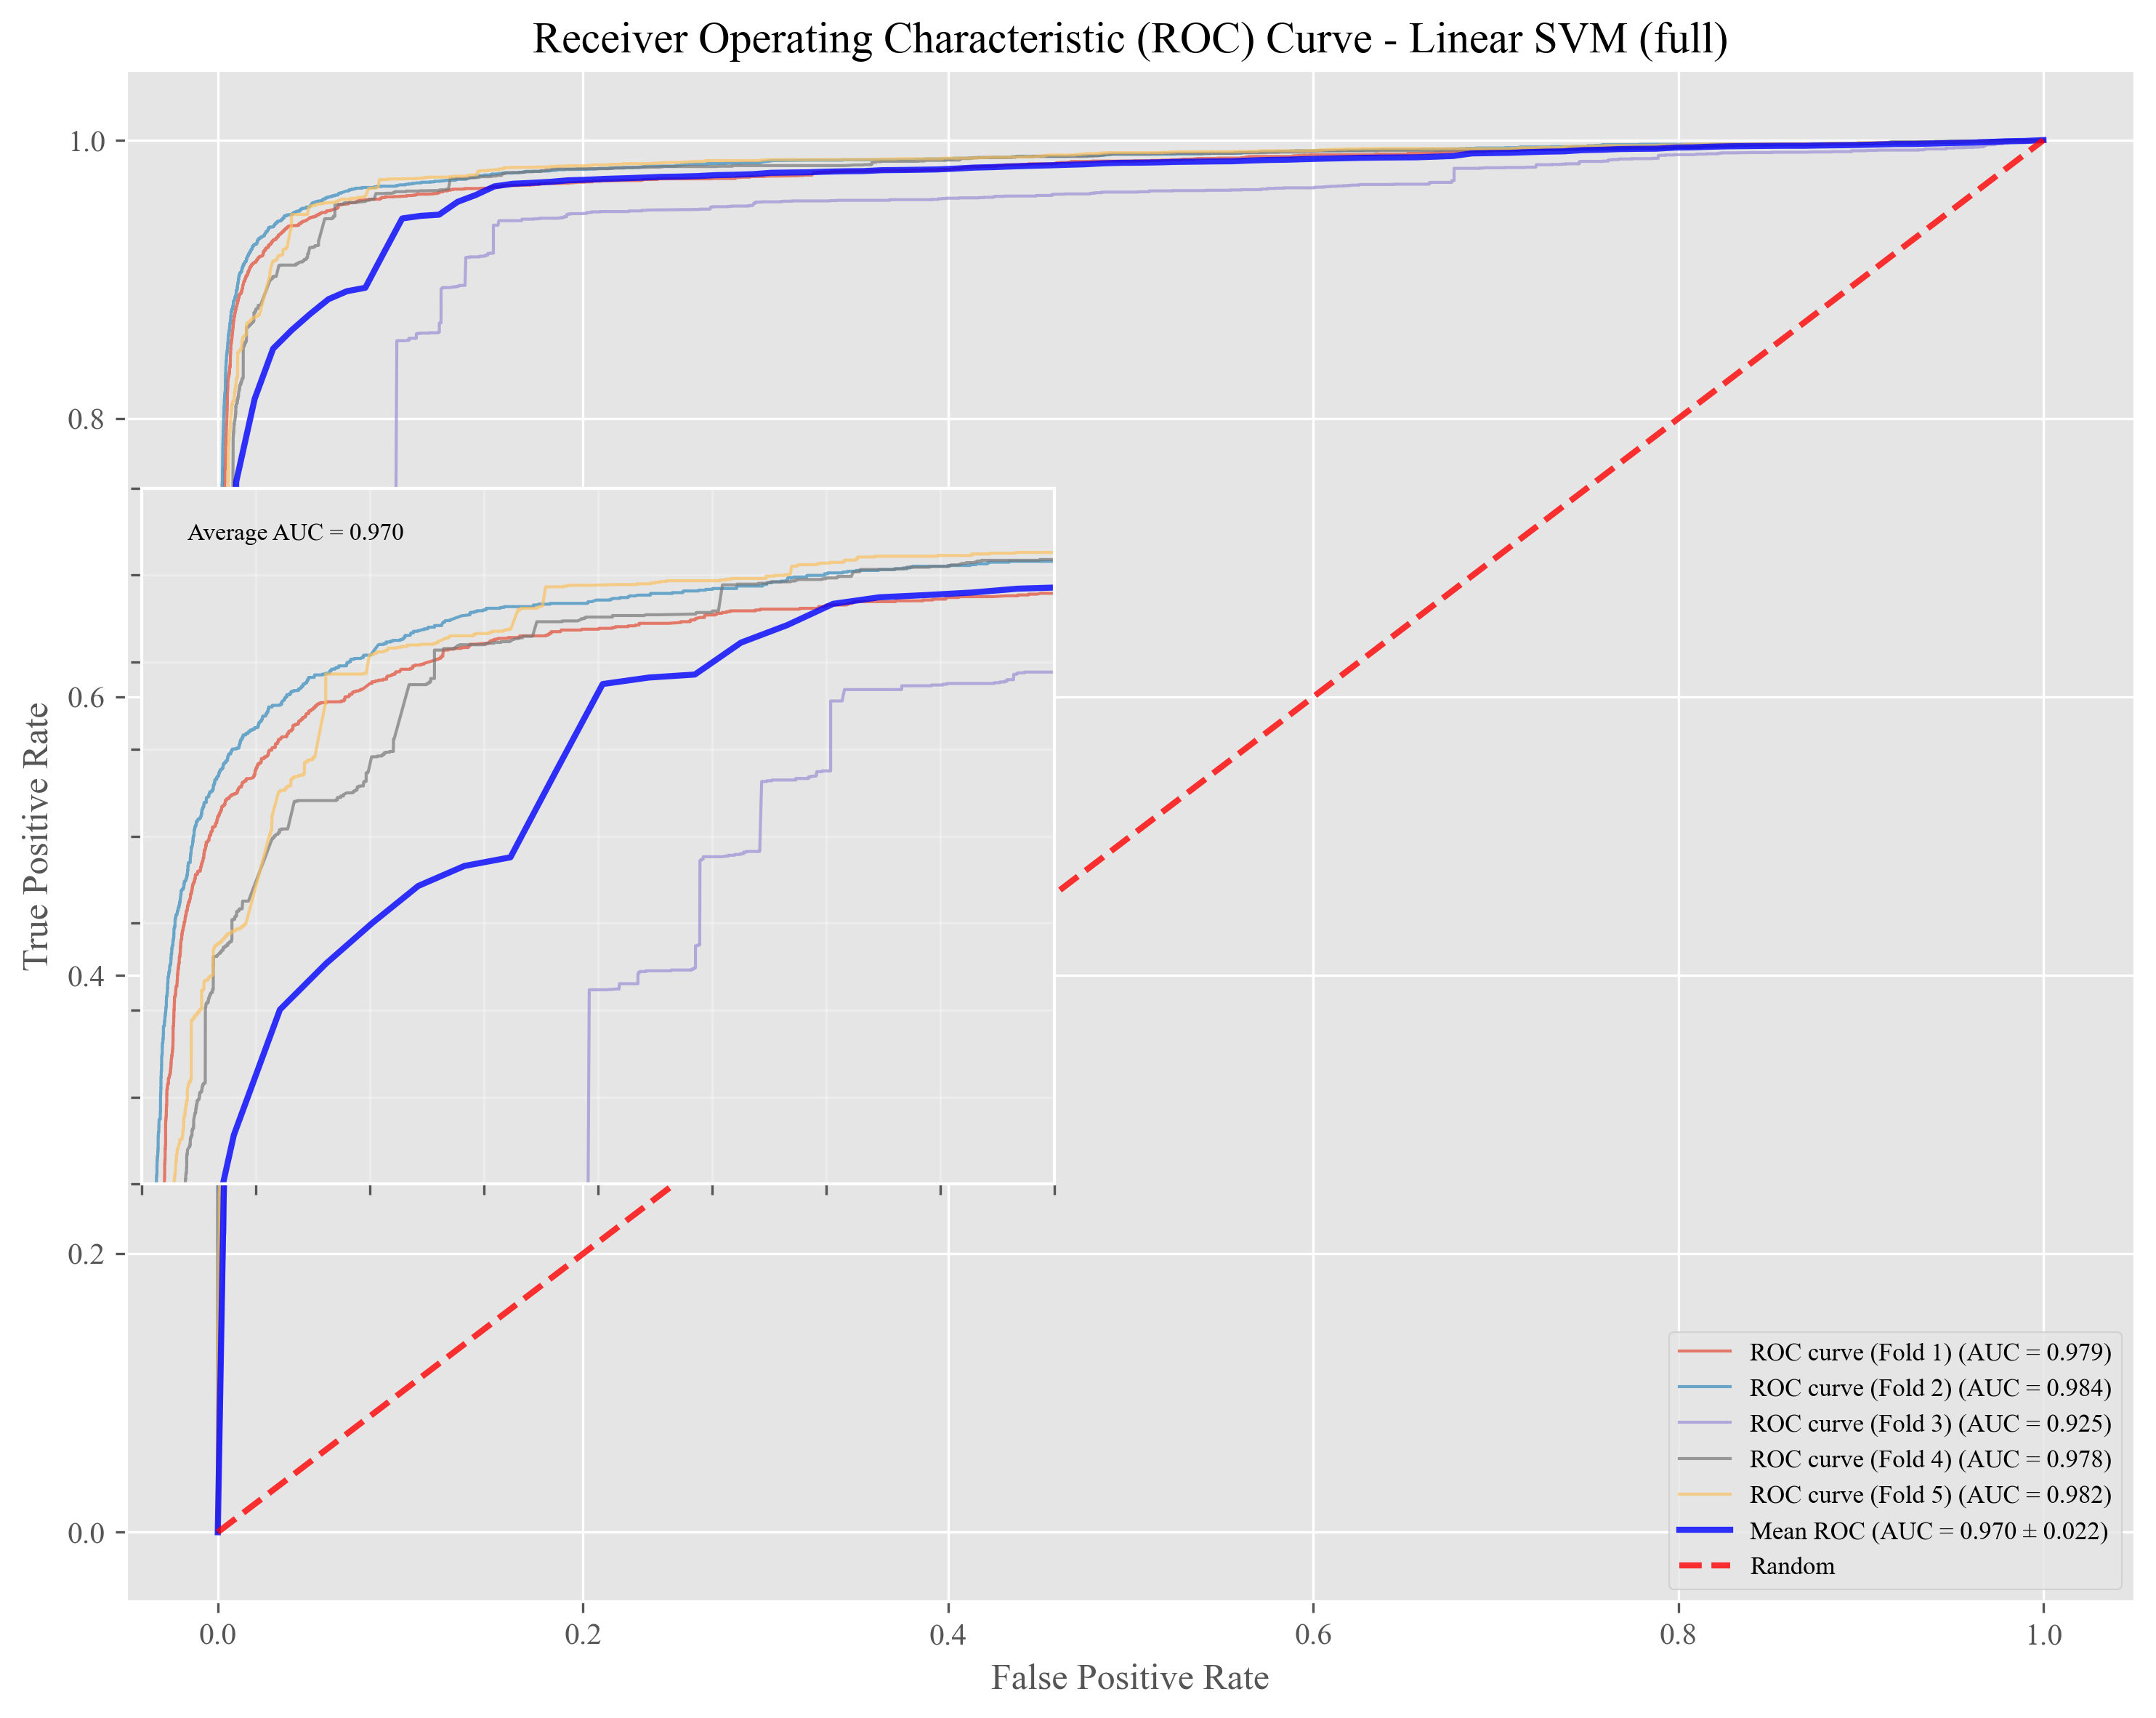 Receiver Operating Characteristic (ROC) Curve - Linear SVM (full)
True Positive Rate
1.0
0.8
0.6
0.4
0.2
0.0
Average AUC = 0.970
ROC curve (Fold 1) (AUC = 0.979)
ROC curve (Fold 2) (AUC = 0.984)
ROC curve (Fold 3) (AUC = 0.925)
ROC curve (Fold 4) (AUC = 0.978)
ROC curve (Fold 5) (AUC = 0.982)
Mean ROC (AUC = 0.970 ± 0.022)
Random
0.0 0.2 0.4 0.6 0.8 1.0
False Positive Rate